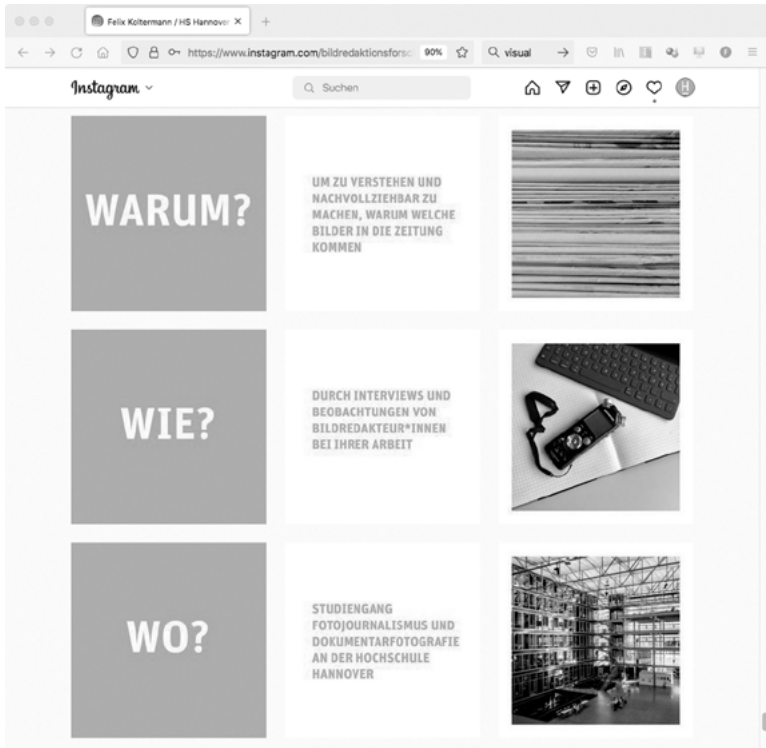 Felix Koltermann / HS Hannover
https://www.instagram.com/bildredaktionsforsc
90%
visual
Instagram
Suchen
WARUM?
UM ZU VERSTEHEN UND
NACHVOLLZIEHBAR ZU
MACHEN, WARUM WELCHE
BILDER IN DIE ZEITUNG
KOMMEN
WIE?
DURCH INTERVIEWS UND
BEOBACHTUNGEN VON
BILDREDAKTEUR*INNEN
BEI IHRER ARBEIT
WO?
STUDIENGANG
FOTOJOURNALISMUS UND
DOKUMENTARFOTOGRAFIE
AN DER HOCHSCHULE
HANNOVER